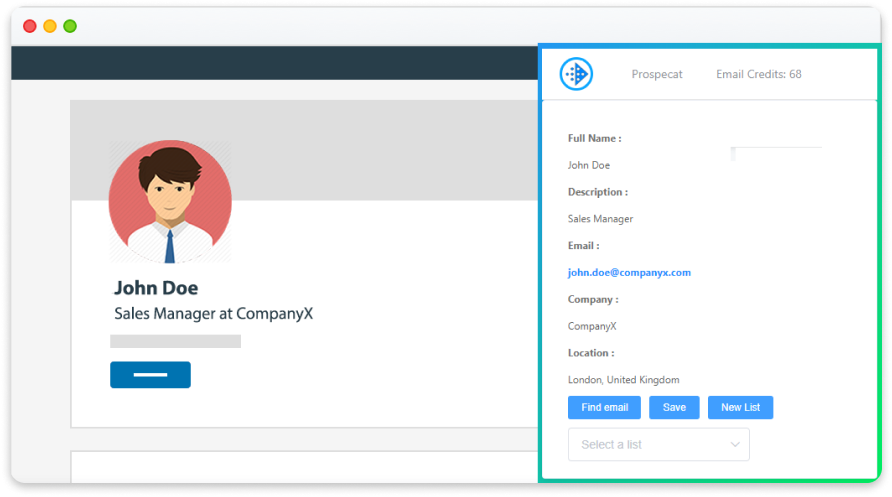 John Doe
Sales Manager at CompanyX
Prospecat
Email Credits: 68
Full Name :
John Doe
Description :
Sales Manager
Email :
john.doe@companyx.com
Company :
CompanyX
Location :
London, United Kingdom
Find email
Save
New List
Select a list